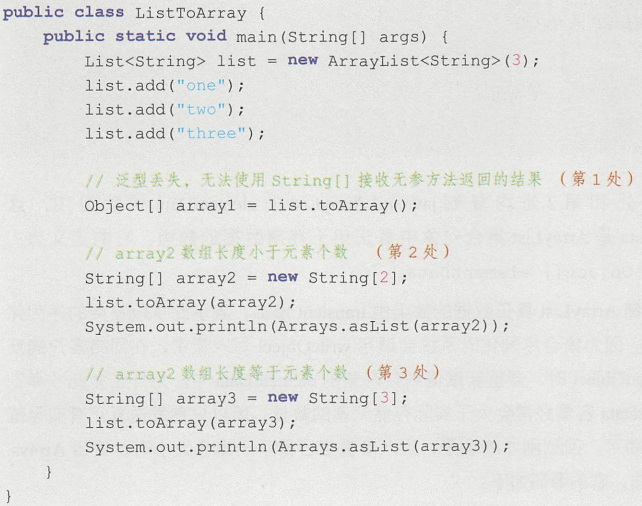 public class ListToArray {
    public static void main(String[] args) {
        List<String> list = new ArrayList<String>(3);
        list.add("one");
        list.add("two");
        list.add("three");

        // 泛型丢失，无法使用 String[] 接收无参方法返回的结果 （第 1 处）
        Object[] array1 = list.toArray();

        // array2 数组长度小于元素个数 （第 2 处）
        String[] array2 = new String[2];
        list.toArray(array2);
        System.out.println(Arrays.asList(array2));

        // array2 数组长度等于元素个数 （第 3 处）
        String[] array3 = new String[3];
        list.toArray(array3);
        System.out.println(Arrays.asList(array3));
    }
}